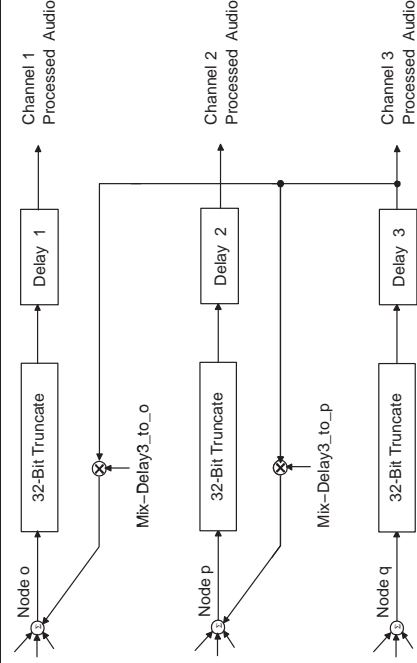 Node o
Σ
32-Bit Truncate
Delay 1
Channel 1
Processed Audio
Mix−Delay3_to_o
Node p
Σ
32-Bit Truncate
Delay 2
Channel 2
Processed Audio
Mix−Delay3_to_p
Node q
Σ
32-Bit Truncate
Delay 3
Channel 3
Processed Audio